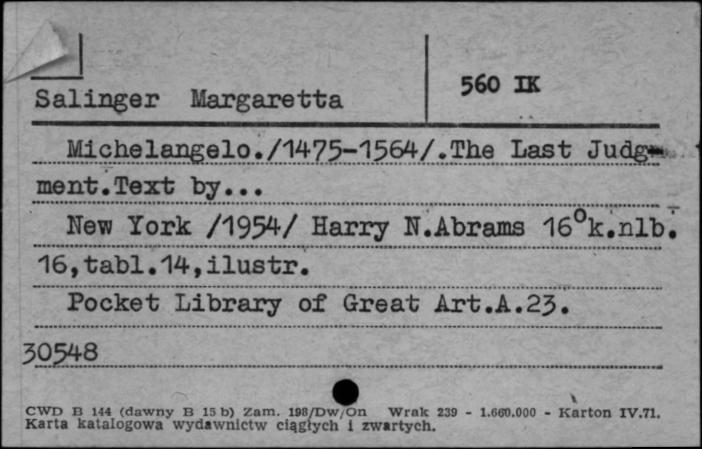 560 IK
Salinger Margaretta
Michelangelo./1475-1564/.The Last Judg-
ment.Text by...
New York /1954/ Harry N.Abrams 16°k.nlb.
16,tabl.14,ilustr.
Pocket Library of Great Art.A.23.
30548
CWD B 144 (dawny B 15 b) Zam. 198/Dw/On Wrak 239 - 1.660.000 - Karton IV.71.
Karta katalogowa wydawnictw ciągłych i zwartych.